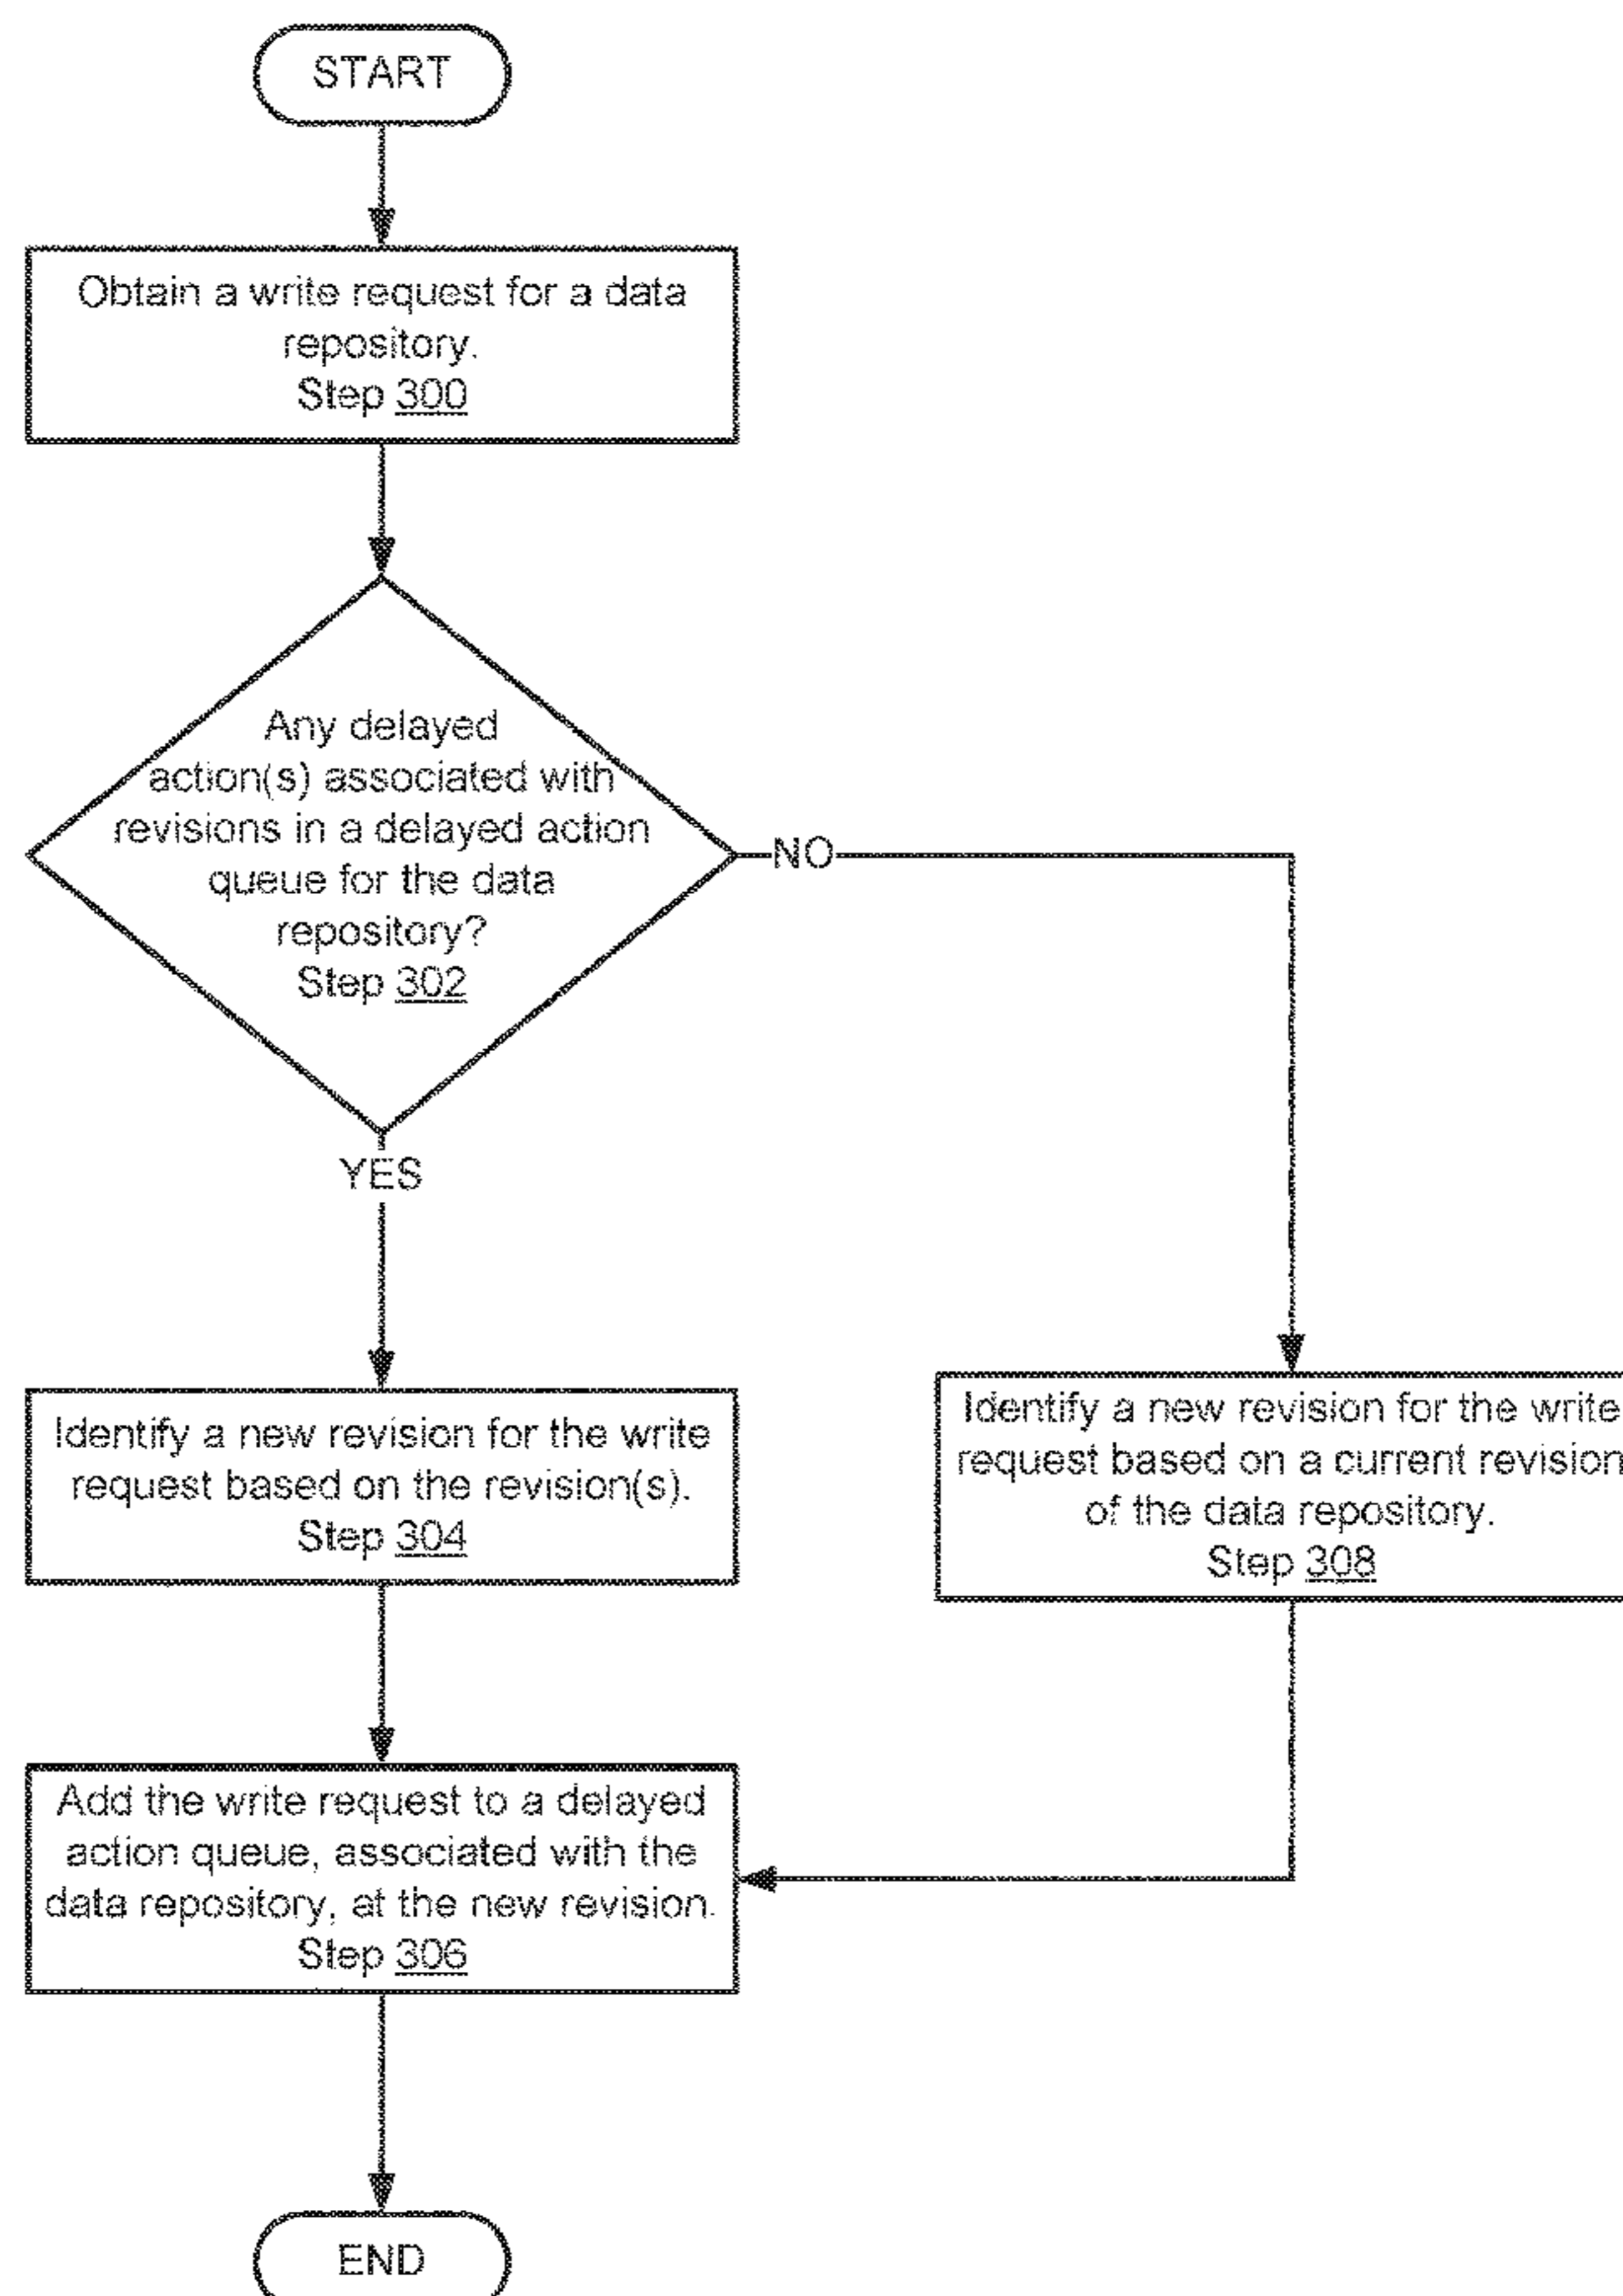 START
Obtain a write request for a data
repository.
Step 300
Any delayed
action(s) associated with
revisions in a delayed action
queue for the data
repository?
Step 302
NO
YES
Identify a new revision for the write
request based on the revision(s).
Step 304
Identify a new revision for the write
request based on a current revision
of the data repository.
Step 308
Add the write request to a delayed
action queue, associated with the
data repository, at the new revision.
Step 306
END